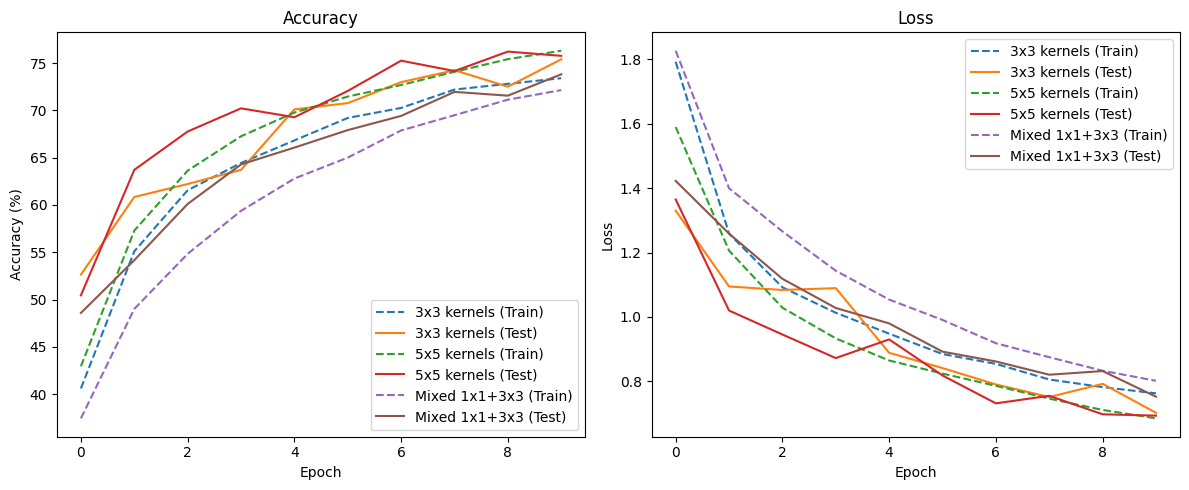 Accuracy
Accuracy (%)
75
70
65
60
55
50
45
40
0
2
4
6
8
Epoch
3x3 kernels (Train)
3x3 kernels (Test)
5x5 kernels (Train)
5x5 kernels (Test)
Mixed 1x1+3x3 (Train)
Mixed 1x1+3x3 (Test)
Loss
Loss
1.8
1.6
1.4
1.2
1.0
0.8
0
2
4
6
8
Epoch
3x3 kernels (Train)
3x3 kernels (Test)
5x5 kernels (Train)
5x5 kernels (Test)
Mixed 1x1+3x3 (Train)
Mixed 1x1+3x3 (Test)